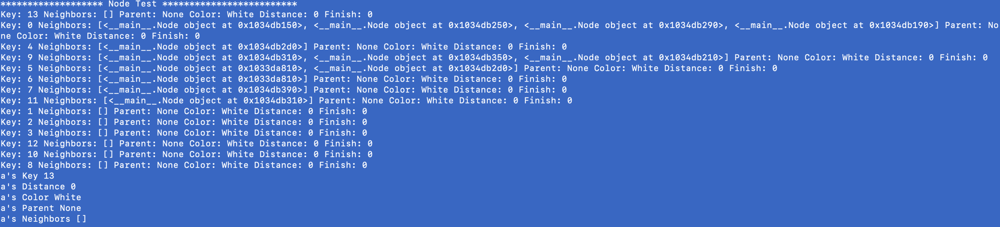 ******************* Node Test *************************
Key: 13 Neighbors: [] Parent: None Color: White Distance: 0 Finish: 0
Key: 0 Neighbors: [<__main__.Node object at 0x1034db150>, <__main__.Node object at 0x1034db250>, <__main__.Node object at 0x1034db290>, <__main__.Node object at 0x1034db190>] Parent: No
ne Color: White Distance: 0 Finish: 0
Key: 4 Neighbors: [<__main__.Node object at 0x1034db2d0>] Parent: None Color: White Distance: 0 Finish: 0
Key: 9 Neighbors: [<__main__.Node object at 0x1034db310>, <__main__.Node object at 0x1034db350>, <__main__.Node object at 0x1034db210>] Parent: None Color: White Distance: 0 Finish: 0
Key: 5 Neighbors: [<__main__.Node object at 0x1033da810>, <__main__.Node object at 0x1034db2d0>] Parent: None Color: White Distance: 0 Finish: 0
Key: 6 Neighbors: [<__main__.Node object at 0x1033da810>] Parent: None Color: White Distance: 0 Finish: 0
Key: 7 Neighbors: [<__main__.Node object at 0x1034db390>] Parent: None Color: White Distance: 0 Finish: 0
Key: 11 Neighbors: [<__main__.Node object at 0x1034db310>] Parent: None Color: White Distance: 0 Finish: 0
Key: 1 Neighbors: [] Parent: None Color: White Distance: 0 Finish: 0
Key: 2 Neighbors: [] Parent: None Color: White Distance: 0 Finish: 0
Key: 3 Neighbors: [] Parent: None Color: White Distance: 0 Finish: 0
Key: 12 Neighbors: [] Parent: None Color: White Distance: 0 Finish: 0
Key: 10 Neighbors: [] Parent: None Color: White Distance: 0 Finish: 0
Key: 8 Neighbors: [] Parent: None Color: White Distance: 0 Finish: 0
a's Key 13
a's Distance 0
a's Color White
a's Parent None
a's Neighbors []